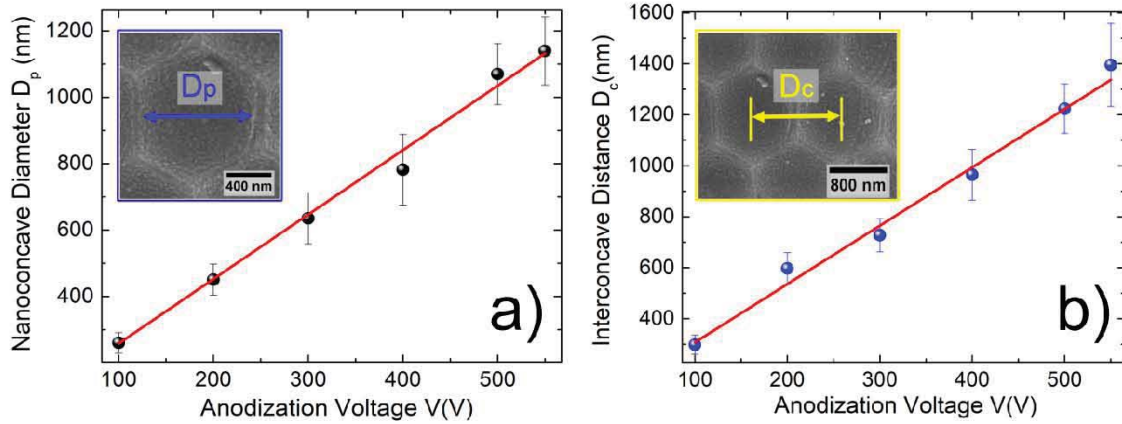 Nanoconcave Diameter Dp (nm)
1200
1000
800
600
400
Dp
400 nm
a)
100
200
300
400
500
Anodization Voltage V(V)
Interconcave Distance Dc(nm)
1600
1400
1200
1000
800
600
400
Dc
800 nm
b)
100
200
300
400
500
Anodization Voltage V(V)